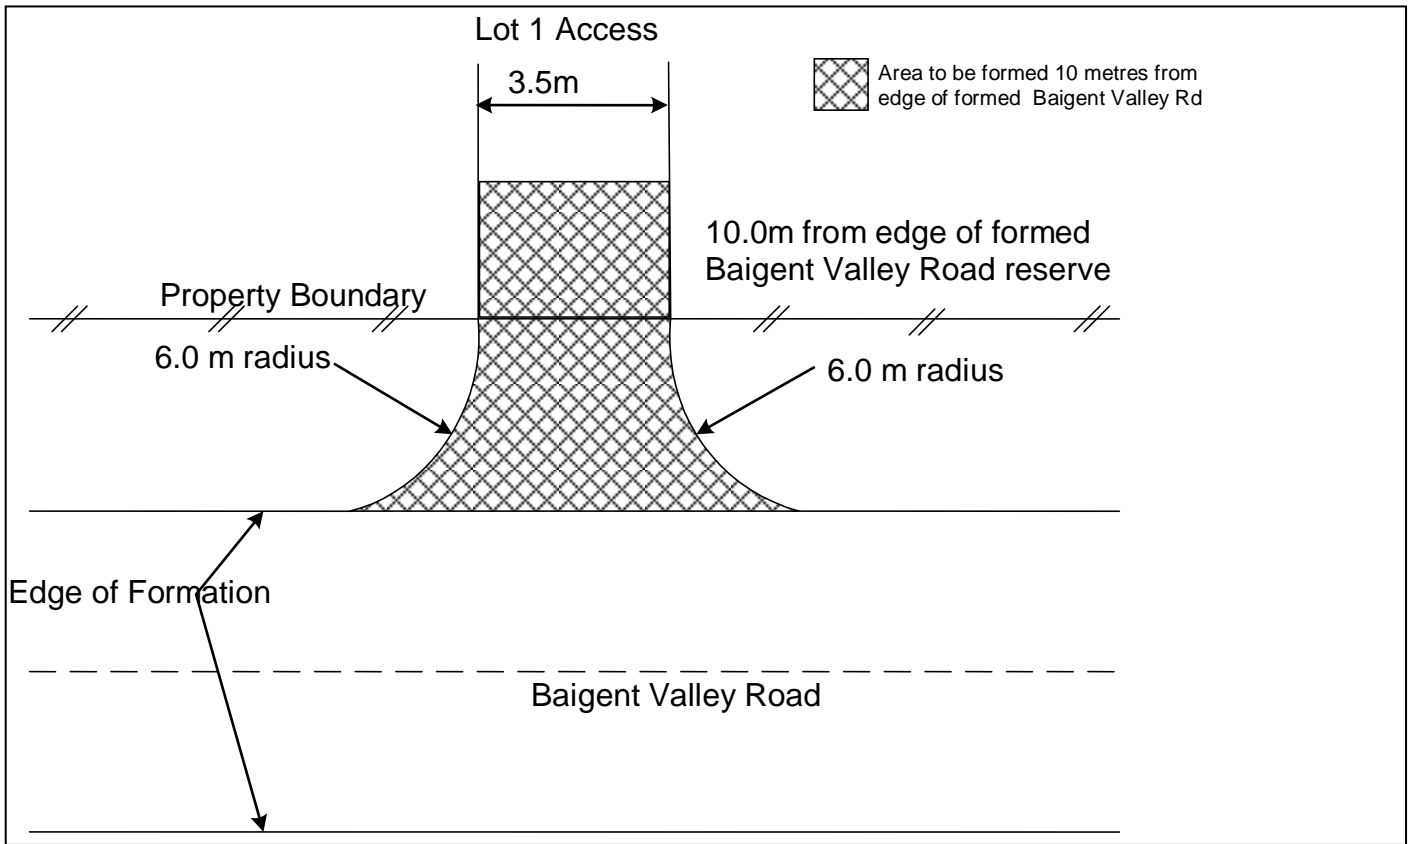 Lot 1 Access
3.5m
Area to be formed 10 metres from
edge of formed Baigent Valley Rd
10.0m from edge of formed
Baigent Valley Road reserve
Property Boundary
6.0 m radius
6.0 m radius
Edge of Formation
Baigent Valley Road